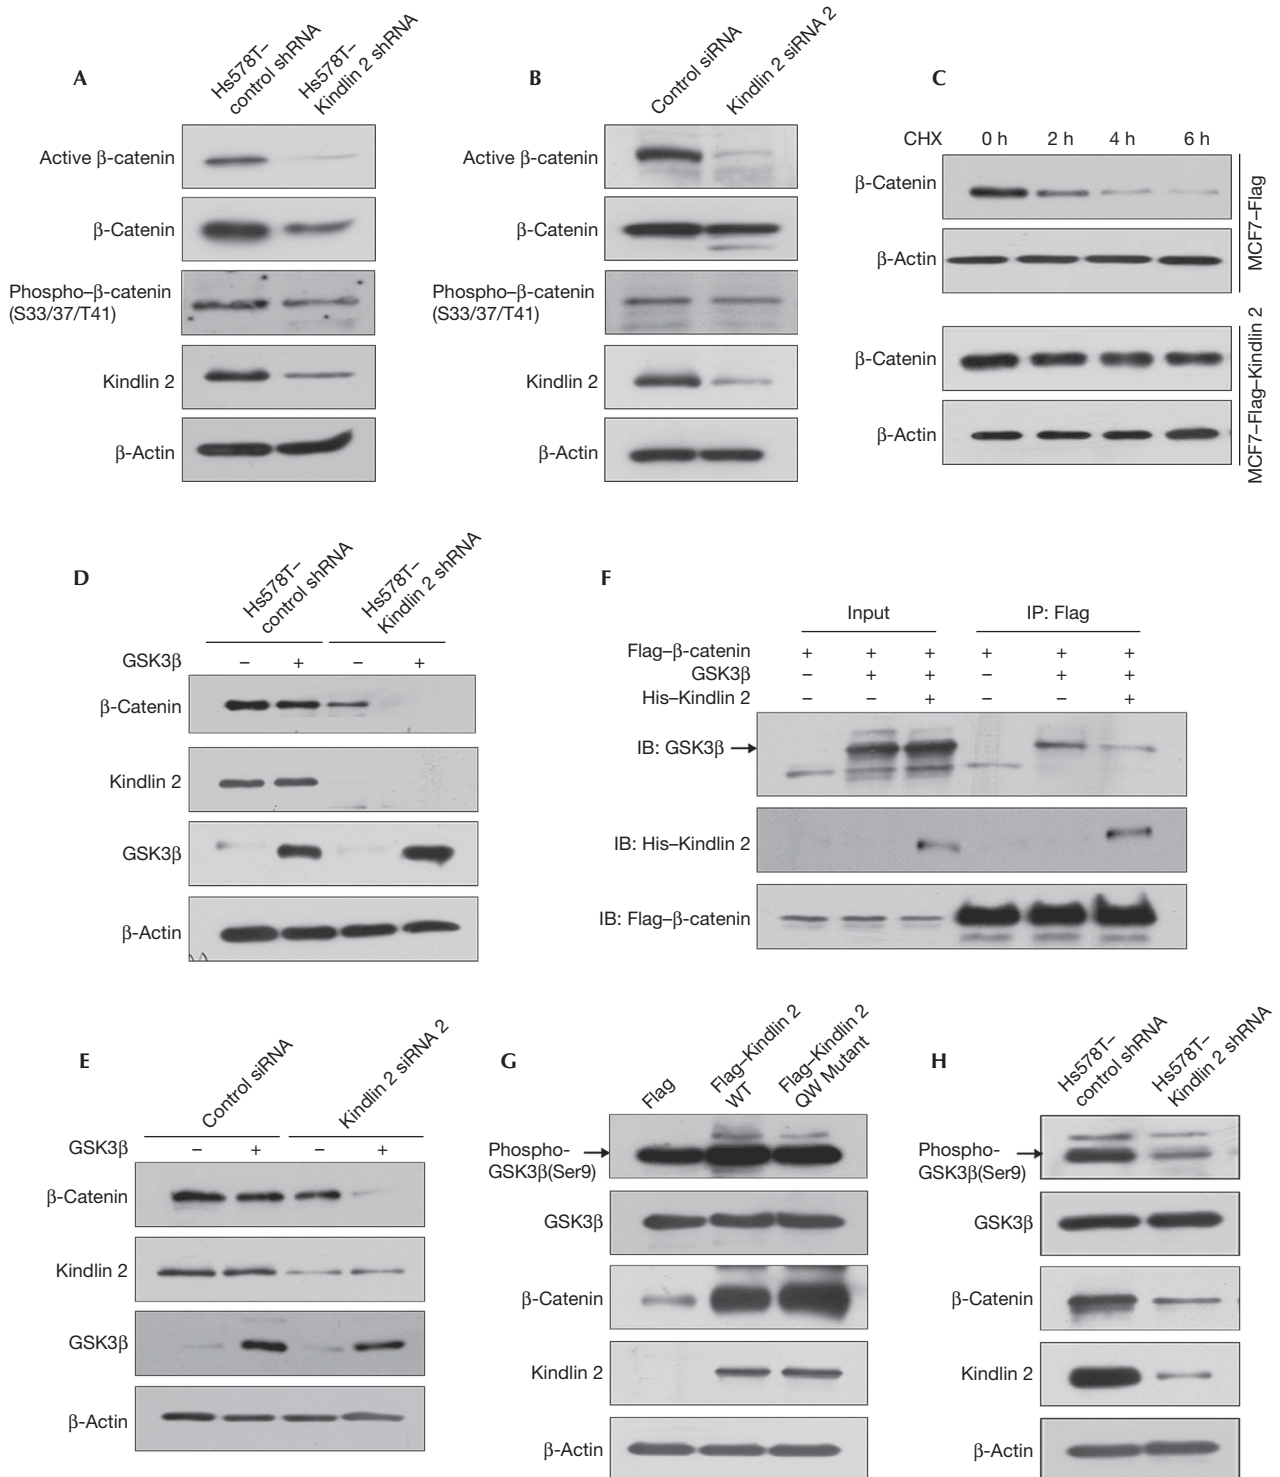 A
Hs578T–
control shRNA
Hs578T–
Kindlin 2 shRNA
Active β-catenin
β-Catenin
Phospho–β-catenin
(S33/37/T41)
Kindlin 2
β-Actin
B
Control siRNA
Kindlin 2 siRNA 2
Active β-catenin
β-Catenin
Phospho–β-catenin
(S33/37/T41)
Kindlin 2
β-Actin
C
CHX 0 h 2 h 4 h 6 h
β-Catenin
β-Actin
MCF7–Flag
β-Catenin
β-Actin
MCF7–Flag–Kindlin 2
D
Hs578T–
control shRNA
Hs578T–
Kindlin 2 shRNA
GSK3β – + – +
β-Catenin
Kindlin 2
GSK3β
β-Actin
F
Input IP: Flag
Flag–β-catenin + + + + + +
GSK3β – + + – + +
His–Kindlin 2 – – + – – +
IB: GSK3β
IB: His–Kindlin 2
IB: Flag–β-catenin
E
Control siRNA
Kindlin 2 siRNA 2
GSK3β – + – +
β-Catenin
Kindlin 2
GSK3β
β-Actin
G
Flag
Flag–Kindlin 2
WT
Flag–Kindlin 2
QW Mutant
Phospho-
GSK3β(Ser9)
GSK3β
β-Catenin
Kindlin 2
β-Actin
H
Hs578T–
control shRNA
Hs578T–
Kindlin 2 shRNA
Phospho-
GSK3β(Ser9)
GSK3β
β-Catenin
Kindlin 2
β-Actin